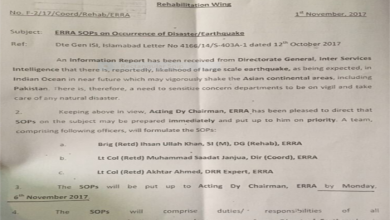 Rehabilitation Wing
No. F-2/17/Coord/Rehab/ERRA
1st November, 2017
Subject: ERRA SOPs on Occurrence of Disaster/Earthquake
Ref: Dte Gen ISI, Islamabad Letter No 4166/14/S-403A-1 dated 12th October 2017
An Information Report has been received from Directorate General, Inter Services
Intelligence that there is, reportedly, likelihood of large scale earthquake, as being expected, in
Indian Ocean in near future which may vigorously shake the Asian continental areas, including
Pakistan. There is, therefore, a need to sensitize concern departments to be on vigil and take
care of any natural disaster.
2. Keeping above in view, Acting Dy Chairman, ERRA has been pleased to direct that
SOPs on the subject may be prepared immediately and put up to him on priority. A team,
comprising following officers, will formulate the SOPs:
a. Brig (Retd) Ihsan Ullah Khan, SI (M), DG (Rehab), ERRA
b. Lt Col (Retd) Muhammad Saadat Janjua, Dir (Coord), ERRA
c. Lt Col (Retd) Akhtar Ahmed, DRR Expert, ERRA
3. The SOPs will be put up to Acting Dy Chairman, ERRA by Monday,
6th November 2017.
4. The SOPs will comprise duties/ responsibilities of all